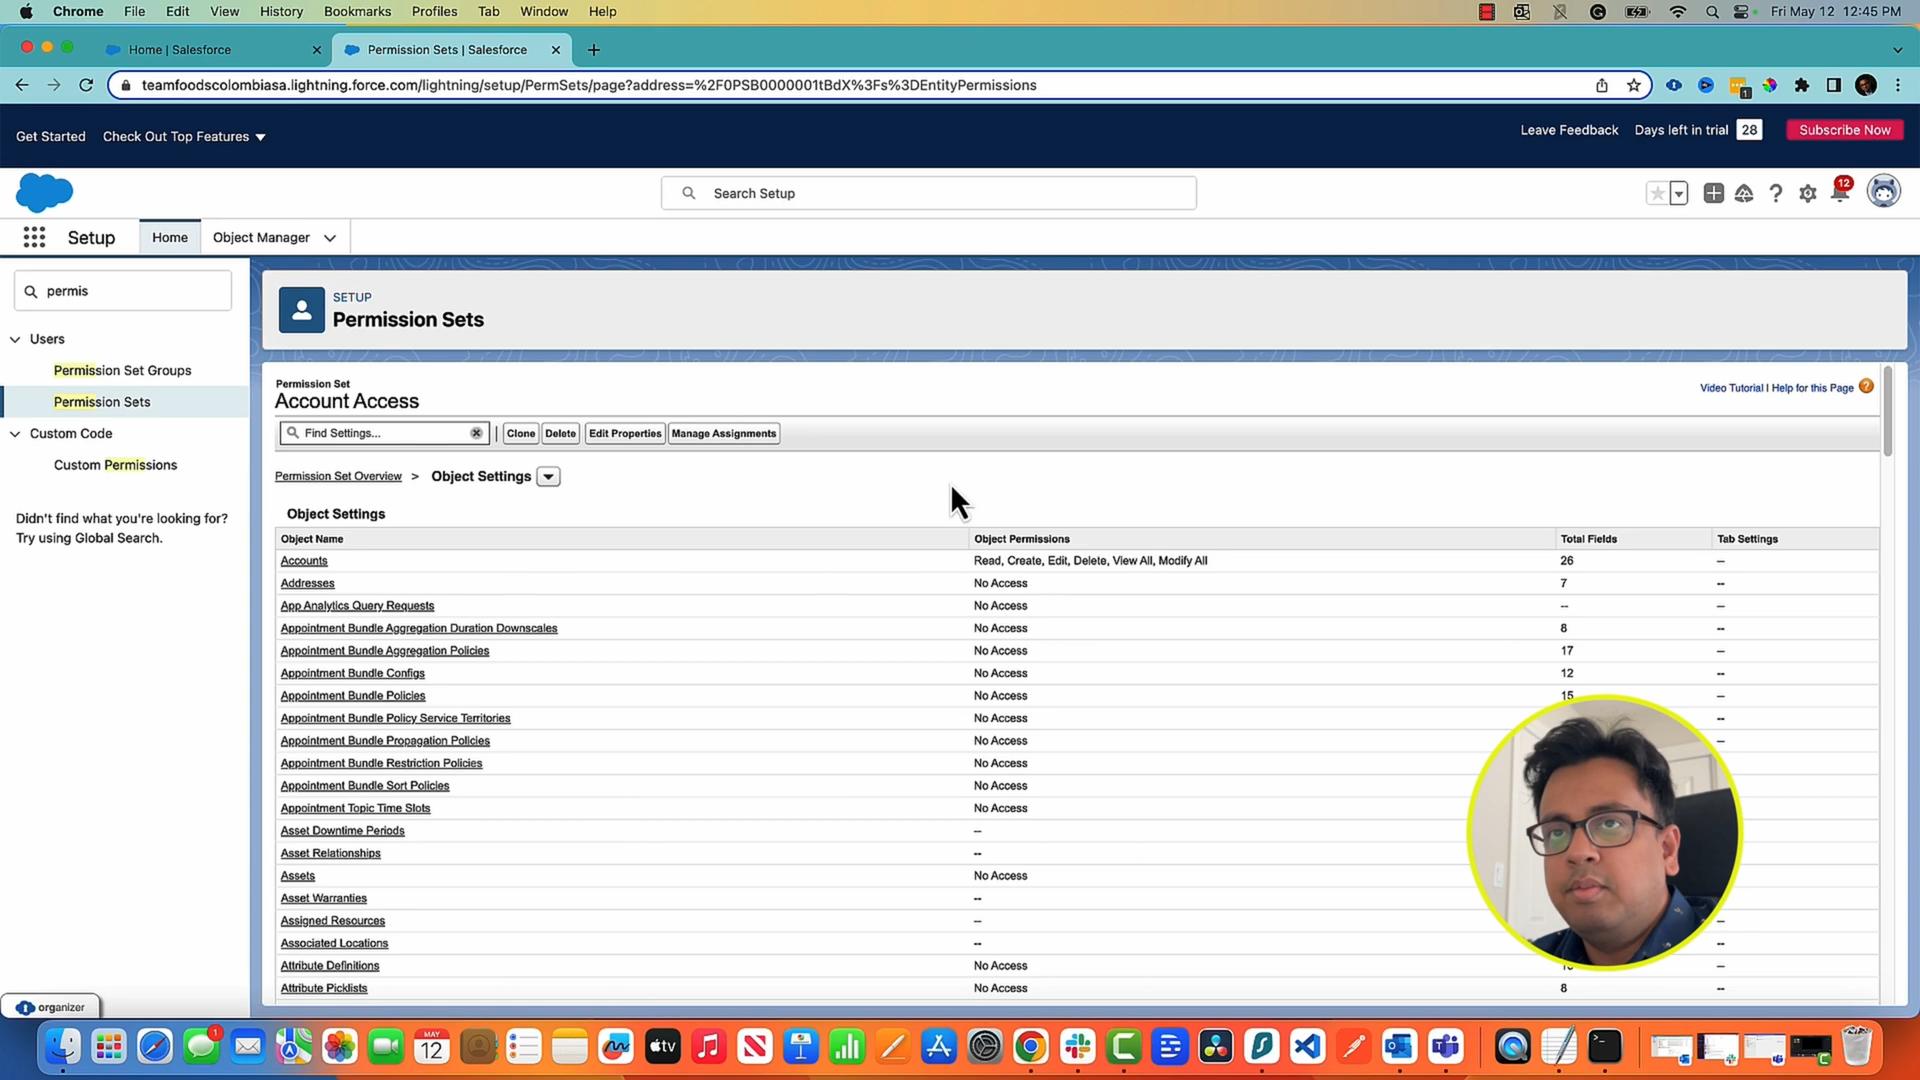 Chrome File Edit View History Bookmarks Profiles Tab Window Help Fri May 12 12:45 PM
Home | Salesforce Permission Sets | Salesforce
teamfoodscolombiasa.lightning.force.com/lightning/setup/PermSets/page?address=%2F0PSB0000001tBdX%3Fs%3DEntityPermissions
1
Get Started Check Out Top Features Leave Feedback Days left in trial 28 Subscribe Now
Search Setup
12
Setup Home Object Manager
permis
Users
Permission Set Groups
Permission Sets
Custom Code
Custom Permissions
Didn't find what you're looking for?
Try using Global Search.
SETUP
Permission Sets
Permission Set
Account Access
Video Tutorial | Help for this Page ?
Find Settings... Clone Delete Edit Properties Manage Assignments
Permission Set Overview > Object Settings
Object Settings
Object Name Object Permissions Total Fields Tab Settings
Accounts Read, Create, Edit, Delete, View All, Modify All 26 --
Addresses No Access 7 --
App Analytics Query Requests No Access -- --
Appointment Bundle Aggregation Duration Downscales No Access 8 --
Appointment Bundle Aggregation Policies No Access 17 --
Appointment Bundle Configs No Access 12 --
Appointment Bundle Policies No Access 15 --
Appointment Bundle Policy Service Territories No Access --
Appointment Bundle Propagation Policies No Access --
Appointment Bundle Restriction Policies No Access
Appointment Bundle Sort Policies No Access
Appointment Topic Time Slots No Access
Asset Downtime Periods --
Asset Relationships --
Assets No Access
Asset Warranties --
Assigned Resources -- --
Associated Locations -- --
Attribute Definitions No Access --
Attribute Picklists No Access 8 --
organizer
1
MAY
12
tv